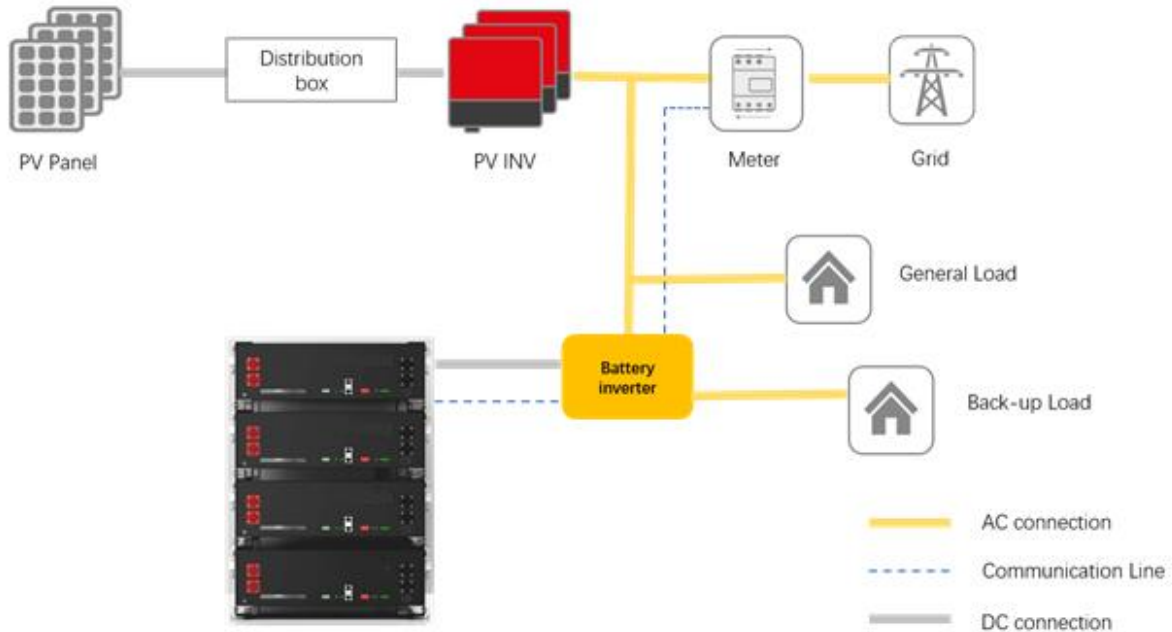 Distribution
box
PV Panel
PV INV
Meter
Grid
General Load
Battery
inverter
Back-up Load
AC connection
Communication Line
DC connection